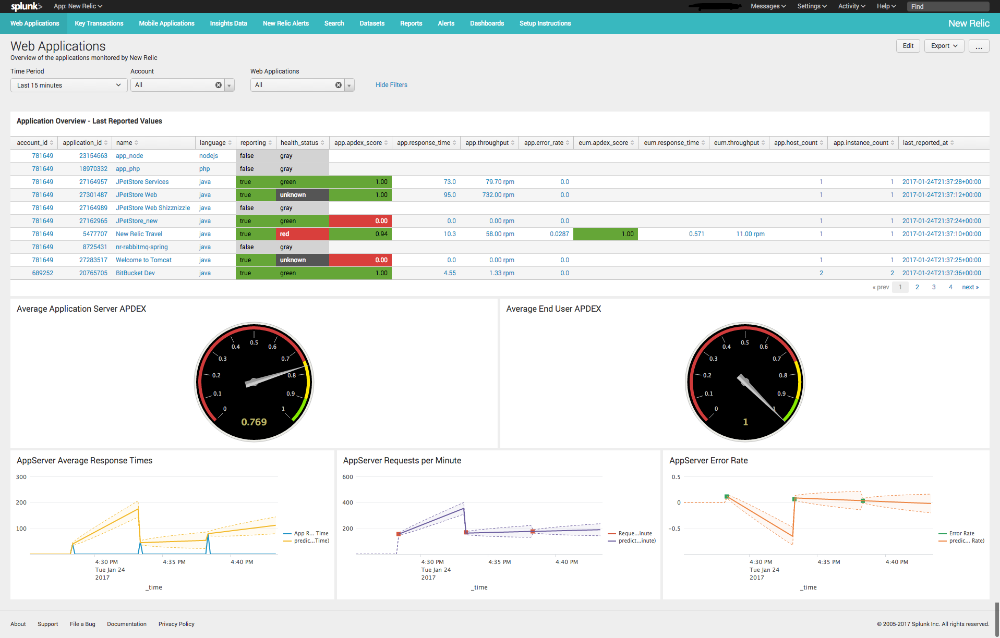 splunk> App: New Relic Messages Settings Activity Help Find
Web Applications Key Transactions Mobile Applications Insights Data New Relic Alerts Search Datasets Reports Alerts Dashboards Setup Instructions New Relic
Web Applications Edit Export ...
Overview of the applications monitored by New Relic
Time Period Account Web Applications
Last 15 minutes All All Hide Filters
Application Overview - Last Reported Values
account_id application_id name language reporting health_status app.apdex_score app.response_time app.throughput app.error_rate eum.apdex_score eum.response_time eum.throughput app.host_count app.instance_count last_reported_at
781649 23154663 app_node nodejs false gray
781649 18970332 app_php php false gray
781649 27164957 JPetStore Services java true green 1.00 73.0 79.70 rpm 0.0 1 1 2017-01-24T21:37:28+00:00
781649 27301487 JPetStore Web java true unknown 1.00 95.0 732.00 rpm 0.0 1 1 2017-01-24T21:37:12+00:00
781649 27164989 JPetStore Web Shizznizzle java false gray
781649 27162965 JPetStore_new java true green 0.00 0.0 0.00 rpm 0.0 1 1 2017-01-24T21:37:24+00:00
781649 5477707 New Relic Travel java true red 0.94 10.3 58.00 rpm 0.0287 1.00 0.571 11.00 rpm 1 1 2017-01-24T21:37:10+00:00
781649 8725431 nr-rabbitmq-spring java false gray
781649 27283517 Welcome to Tomcat java true unknown 0.00 0.0 0.00 rpm 0.0 1 1 2017-01-24T21:37:25+00:00
689252 20765705 BitBucket Dev java true green 1.00 4.55 1.33 rpm 0.0 2 2 2017-01-24T21:37:36+00:00
« prev 1 2 3 4 next »
Average Application Server APDEX
0 0.1 0.2 0.3 0.4 0.5 0.6 0.7 0.8 0.9 1
0.769
Average End User APDEX
0 0.1 0.2 0.3 0.4 0.5 0.6 0.7 0.8 0.9 1
1
AppServer Average Response Times
300
200
100
App R... Time
predic...Time)
4:30 PM 4:35 PM 4:40 PM
Tue Jan 24
2017
_time
AppServer Requests per Minute
600
400
200
Reque...inute
predict...inute)
4:30 PM 4:35 PM 4:40 PM
Tue Jan 24
2017
_time
AppServer Error Rate
0.5
0
-0.5
Error Rate
predic... Rate)
4:30 PM 4:35 PM 4:40 PM
Tue Jan 24
2017
_time
About Support File a Bug Documentation Privacy Policy © 2005-2017 Splunk Inc. All rights reserved.